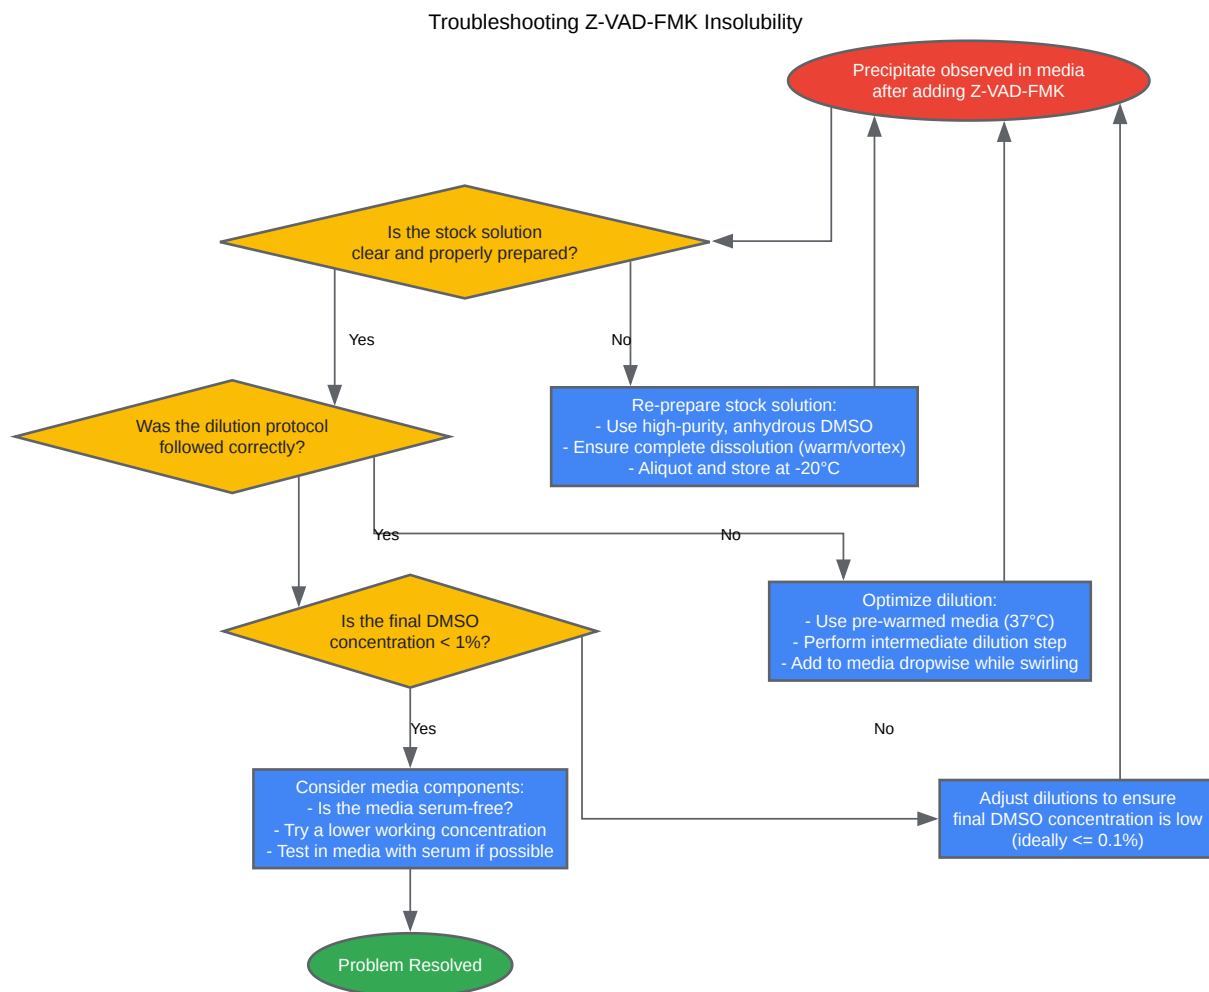 Troubleshooting Z-VAD-FMK Insolubility
Precipitate observed in media
after adding Z-VAD-FMK
Is the stock solution
clear and properly prepared?
Yes
No
Was the dilution protocol
followed correctly?
Re-prepare stock solution:
- Use high-purity, anhydrous DMSO
- Ensure complete dissolution (warm/vortex)
- Aliquot and store at -20°C
Yes
No
Is the final DMSO
concentration < 1%?
Optimize dilution:
- Use pre-warmed media (37°C)
- Perform intermediate dilution step
- Add to media dropwise while swirling
Yes
No
Consider media components:
- Is the media serum-free?
- Try a lower working concentration
- Test in media with serum if possible
Adjust dilutions to ensure
final DMSO concentration is low
(ideally <= 0.1%)
Problem Resolved